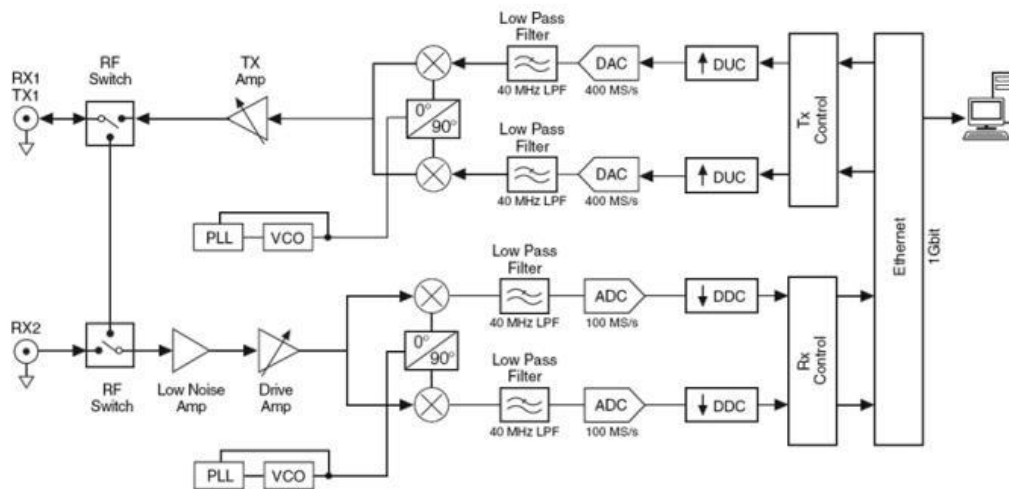 RX1
TX1
RF
Switch
TX
Amp
Low Pass
Filter
40 MHz LPF
DAC
400 MS/s
DUC
0°
90°
Low Pass
Filter
40 MHz LPF
DAC
400 MS/s
DUC
Tx
Control
PLL
VCO
Ethernet
1Gbit
RX2
RF
Switch
Low Noise
Amp
Drive
Amp
Low Pass
Filter
40 MHz LPF
ADC
100 MS/s
DDC
0°
90°
Low Pass
Filter
40 MHz LPF
ADC
100 MS/s
DDC
Rx
Control
PLL
VCO